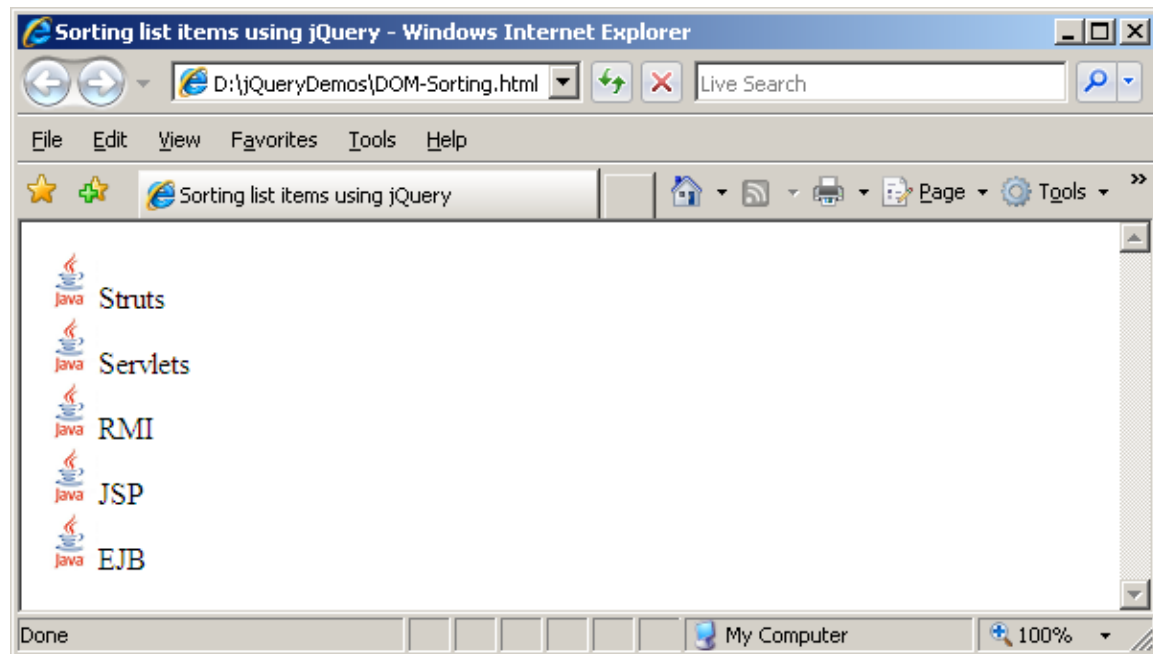 Sorting list items using jQuery - Windows Internet Explorer
D:\jQueryDemos\DOM-Sorting.html Live Search
File Edit View Favorites Tools Help
Sorting list items using jQuery Page Tools »
Java Struts
Java Servlets
Java RMI
Java JSP
Java EJB
Done My Computer 100%